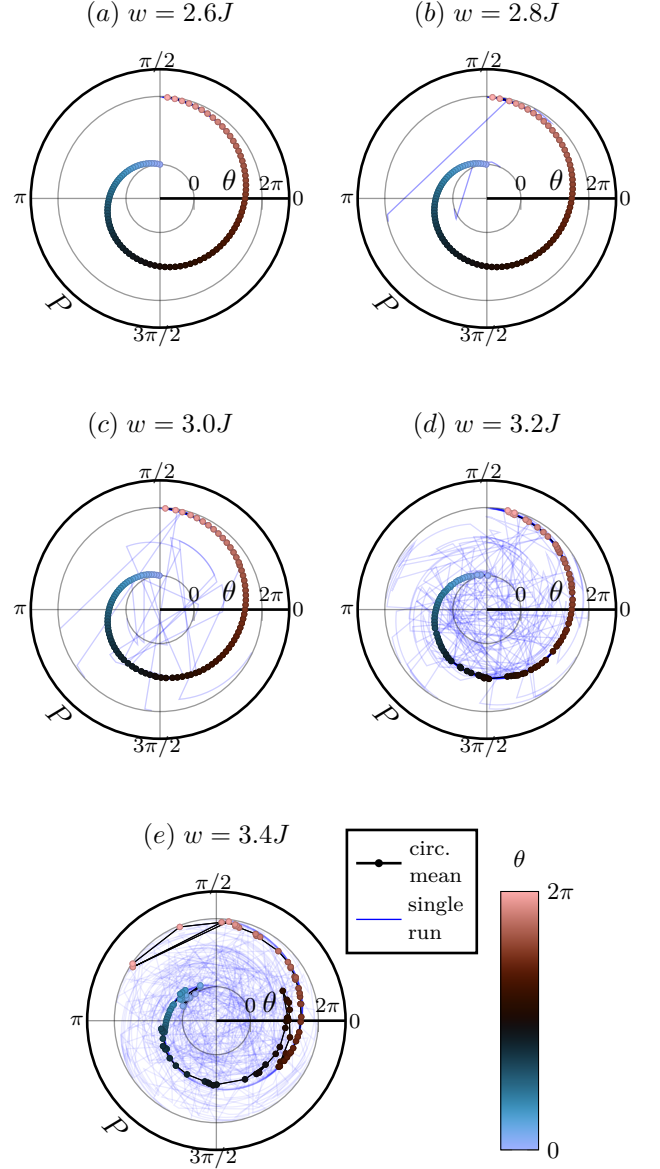 (a) w = 2.6J
π/2
π
0
θ
2π
0
P
3π/2
(b) w = 2.8J
π/2
π
0
θ
2π
0
P
3π/2
(c) w = 3.0J
π/2
π
0
θ
2π
0
P
3π/2
(d) w = 3.2J
π/2
π
0
θ
2π
0
P
3π/2
(e) w = 3.4J
π/2
π
0
θ
2π
0
P
3π/2
circ.
mean
single
run
θ
2π
0